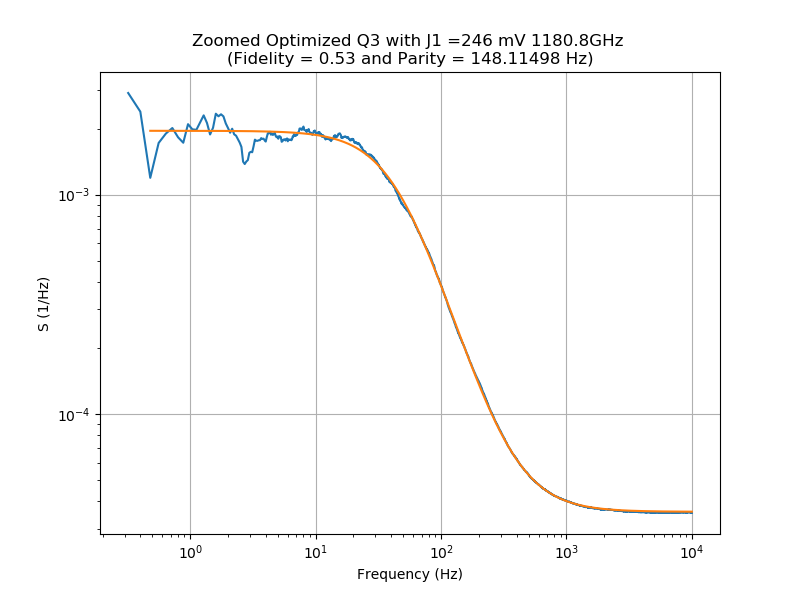 Zoomed Optimized Q3 with J1 =246 mV 1180.8GHz
(Fidelity = 0.53 and Parity = 148.11498 Hz)
S (1/Hz)
10⁻³
10⁻⁴
10⁰ 10¹ 10² 10³ 10⁴
Frequency (Hz)